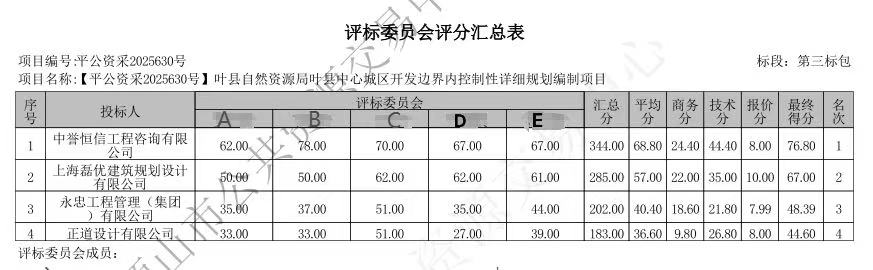 评标委员会评分汇总表
项目编号:平公资采2025630号 标段：第三标包
项目名称:【平公资采2025630号】叶县自然资源局叶县中心城区开发边界内控制性详细规划编制项目
序号 投标人 评标委员会 汇总分 平均分 商务分 技术分 报价分 最终得分 名次
A B C D E
1 中誉恒信工程咨询有限公司 62.00 78.00 70.00 67.00 67.00 344.00 68.80 24.40 44.40 8.00 76.80 1
2 上海磊优建筑规划设计有限公司 50.00 50.00 62.00 62.00 61.00 285.00 57.00 22.00 35.00 10.00 67.00 2
3 永忠工程管理（集团）有限公司 35.00 37.00 51.00 35.00 44.00 202.00 40.40 18.60 21.80 7.99 48.39 3
4 正道设计有限公司 33.00 33.00 51.00 27.00 39.00 183.00 36.60 9.80 26.80 8.00 44.60 4
评标委员会成员：